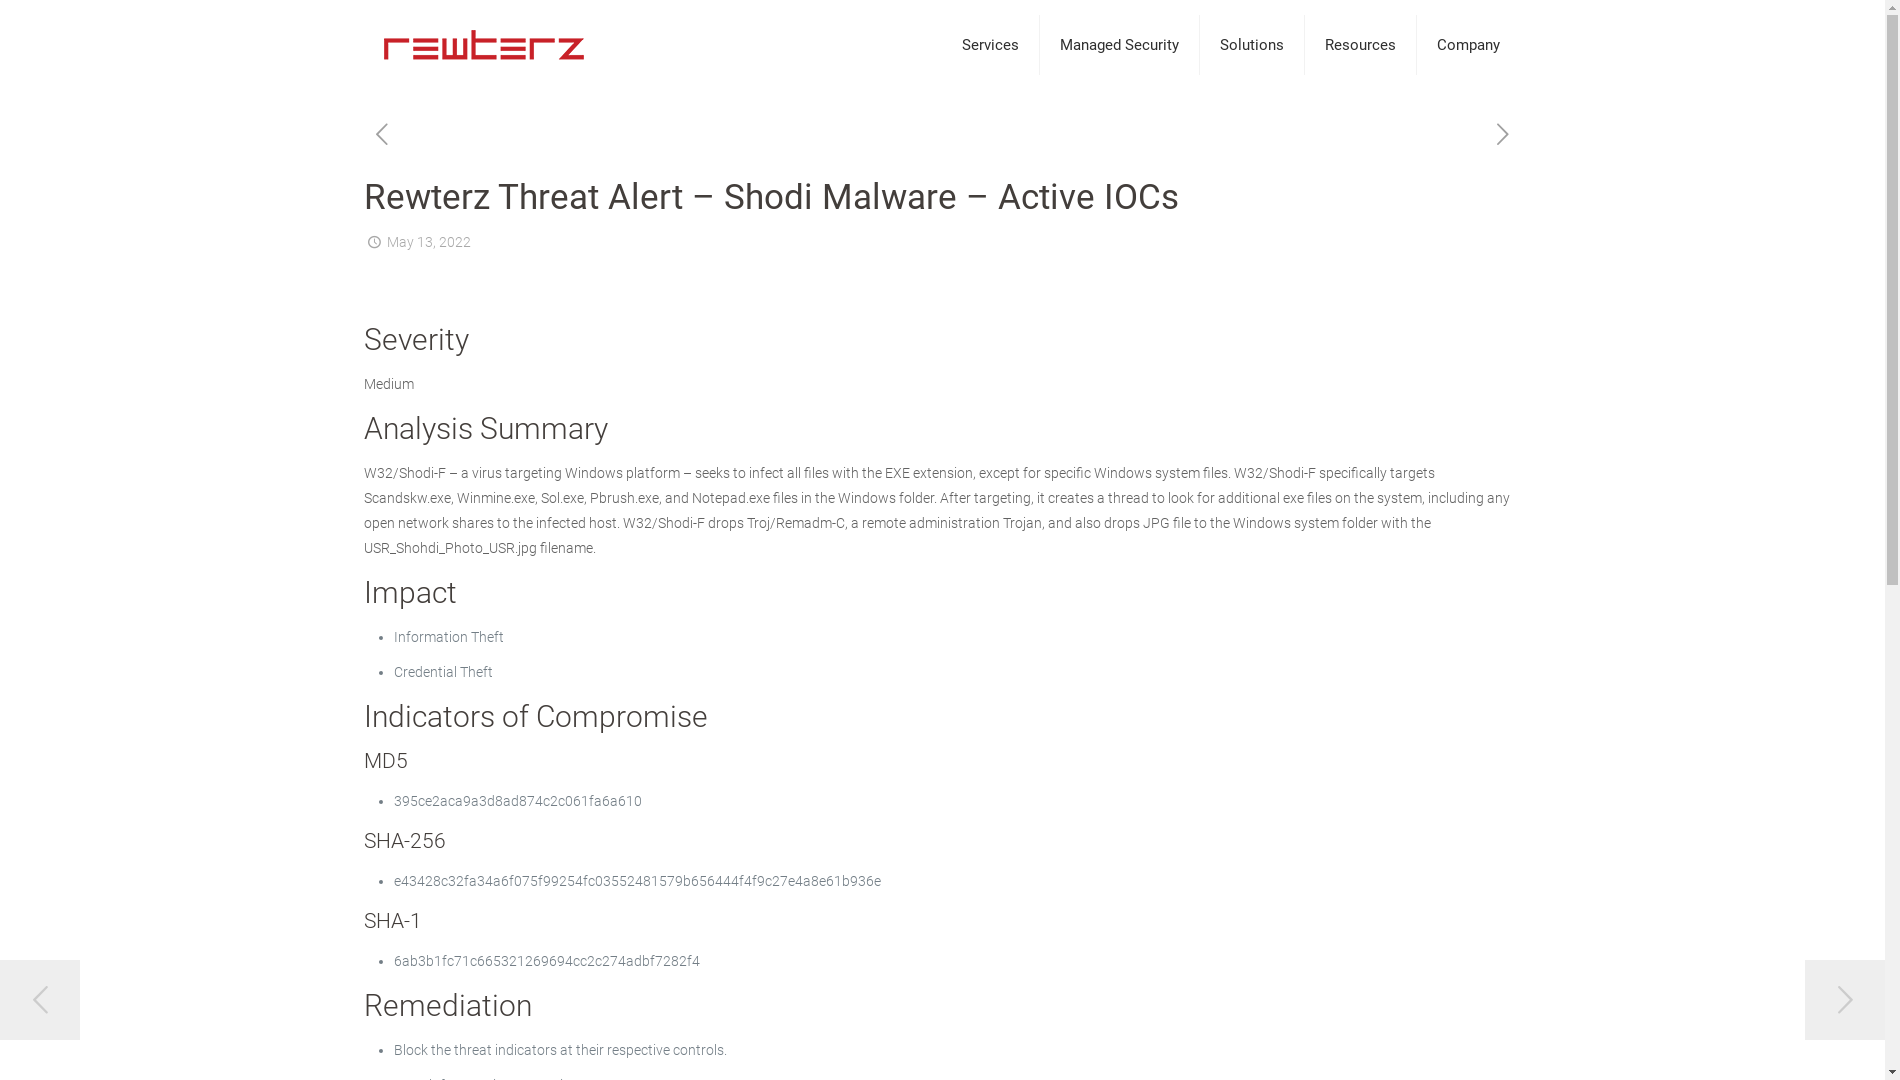 rewterz
Services
Managed Security
Solutions
Resources
Company
Rewterz Threat Alert – Shodi Malware – Active IOCs
May 13, 2022
Severity
Medium
Analysis Summary
W32/Shodi-F – a virus targeting Windows platform – seeks to infect all files with the EXE extension, except for specific Windows system files. W32/Shodi-F specifically targets
Scandskw.exe, Winmine.exe, Sol.exe, Pbrush.exe, and Notepad.exe files in the Windows folder. After targeting, it creates a thread to look for additional exe files on the system, including any
open network shares to the infected host. W32/Shodi-F drops Troj/Remadm-C, a remote administration Trojan, and also drops JPG file to the Windows system folder with the
USR_Shohdi_Photo_USR.jpg filename.
Impact
Information Theft
Credential Theft
Indicators of Compromise
MD5
395ce2aca9a3d8ad874c2c061fa6a610
SHA-256
e43428c32fa34a6f075f99254fc03552481579b656444f4f9c27e4a8e61b936e
SHA-1
6ab3b1fc71c665321269694cc2c274adbf7282f4
Remediation
Block the threat indicators at their respective controls.